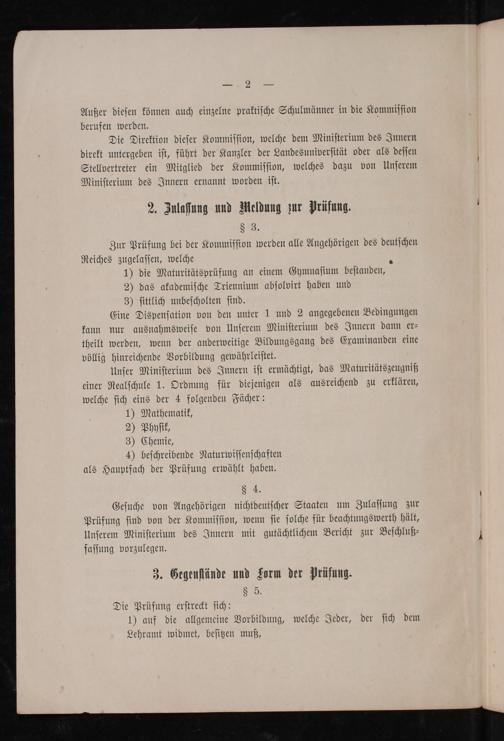 — 2 —
Außer diesen können auch einzelne praktische Schulmänner in die Kommission
berufen werden.
Die Direktion dieser Kommission, welche dem Ministerium des Innern
direkt untergeben ist, führt der Kanzler der Landesuniversität oder als dessen
Stellvertreter ein Mitglied der Kommission, welches dazu von Unserem
Ministerium des Innern ernannt worden ist.
2. Zulassung und Meldung zur Prüfung.
§ 3.
Zur Prüfung bei der Kommission werden alle Angehörigen des deutschen
Reiches zugelassen, welche
1) die Maturitätsprüfung an einem Gymnasium bestanden,
2) das akademische Triennium absolvirt haben und
3) sittlich unbescholten sind.
Eine Dispensation von den unter 1 und 2 angegebenen Bedingungen
kann nur ausnahmsweise von Unserem Ministerium des Innern dann er-
theilt werden, wenn der anderweitige Bildungsgang des Examinanden eine
völlig hinreichende Vorbildung gewährleistet.
Unser Ministerium des Innern ist ermächtigt, das Maturitätszeugniß
einer Realschule 1. Ordnung für diejenigen als ausreichend zu erklären,
welche sich eins der 4 folgenden Fächer:
1) Mathematik,
2) Physik,
3) Chemie,
4) beschreibende Naturwissenschaften
als Hauptfach der Prüfung erwählt haben.
§ 4.
Gesuche von Angehörigen nichtdeutscher Staaten um Zulassung zur
Prüfung sind von der Kommission, wenn sie solche für beachtungswerth hält,
Unserem Ministerium des Innern mit gutächtlichem Bericht zur Beschluß-
fassung vorzulegen.
3. Gegenstände und Form der Prüfung.
§ 5.
Die Prüfung erstreckt sich:
1) auf die allgemeine Vorbildung, welche Jeder, der sich dem
Lehramt widmet, besitzen muß,